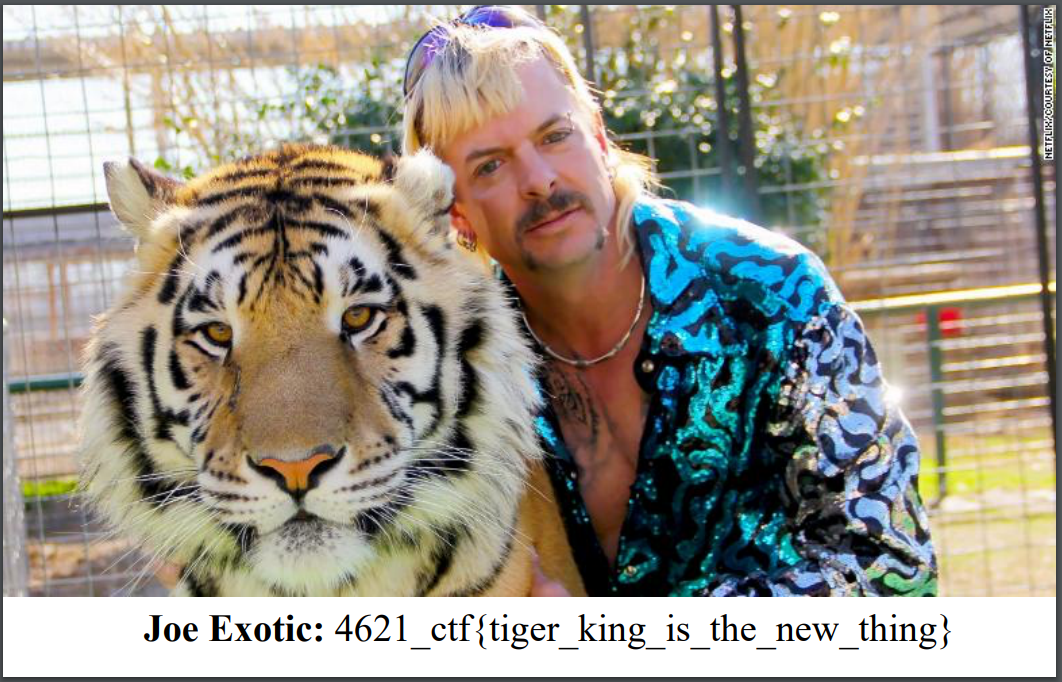 NETFLIX/COURTESY OF NETFLIX
Joe Exotic: 4621_ctf{tiger_king_is_the_new_thing}